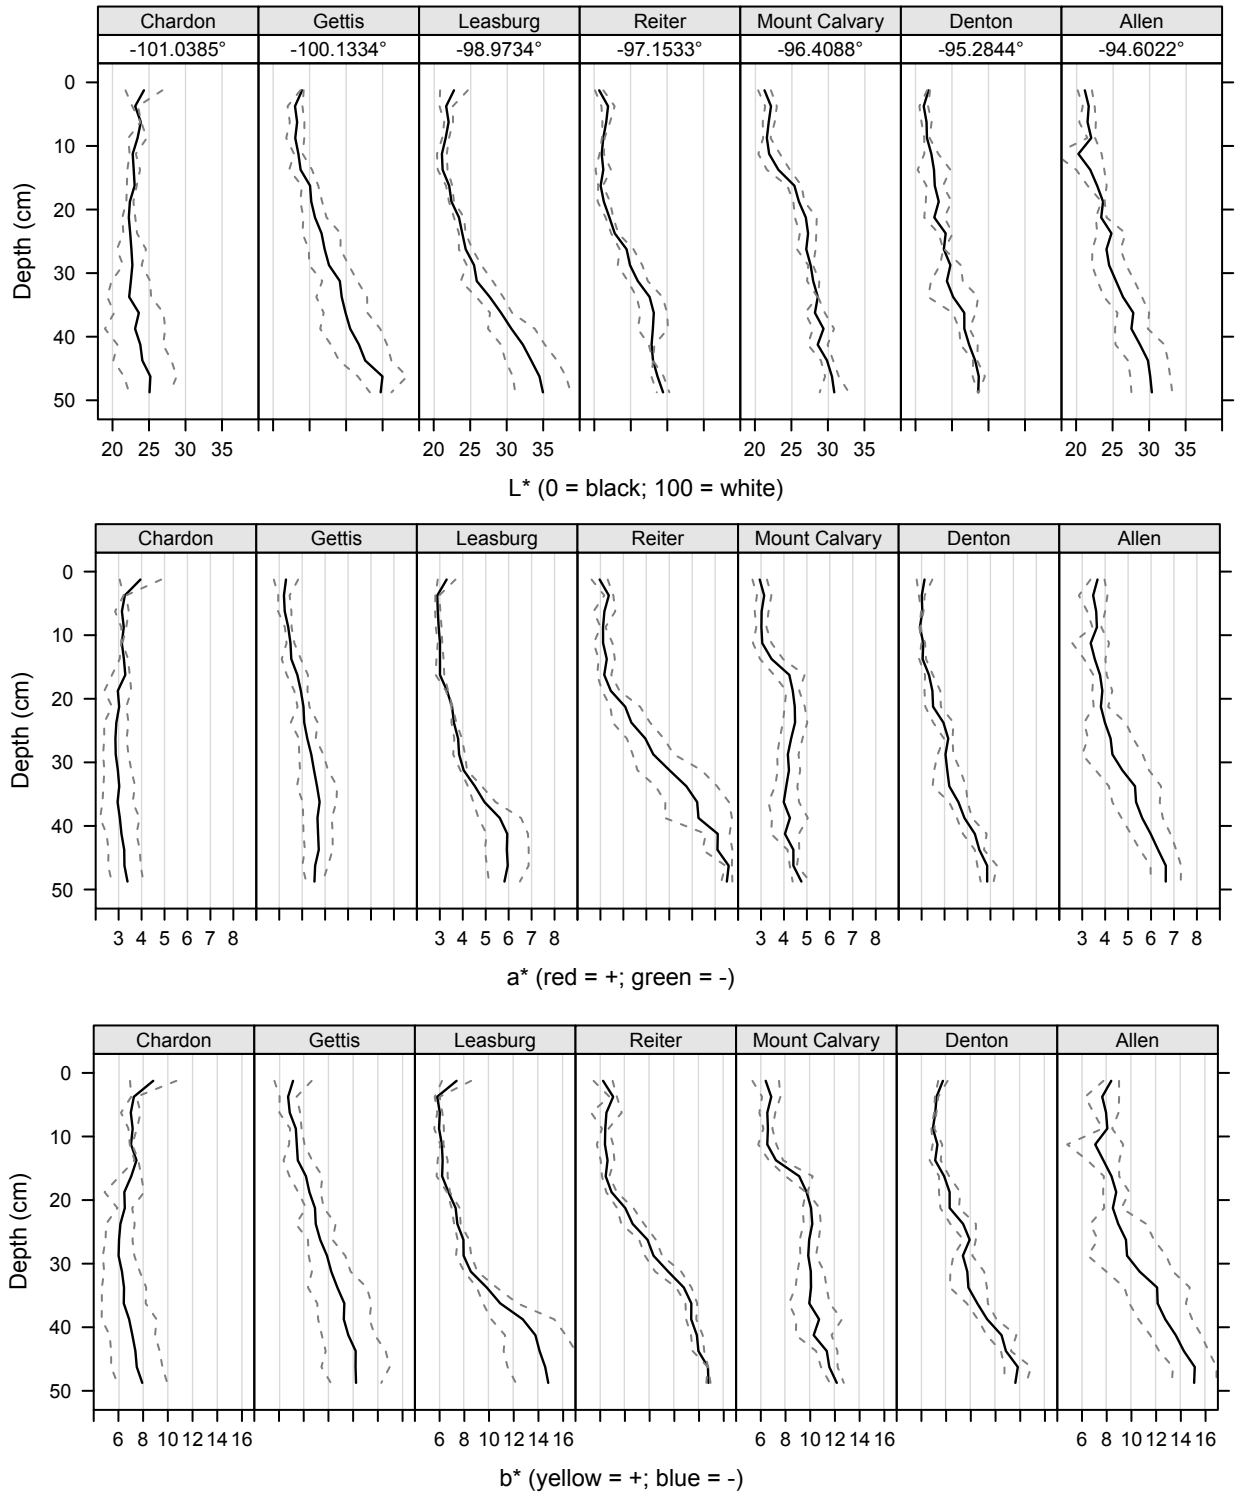 Chardon Gettis Leasburg Reiter Mount Calvary Denton Allen
-101.0385° -100.1334° -98.9734° -97.1533° -96.4088° -95.2844° -94.6022°
0
10
20
30
40
50
Depth (cm)
20 25 30 35 20 25 30 35 20 25 30 35 20 25 30 35
L* (0 = black; 100 = white)
Chardon Gettis Leasburg Reiter Mount Calvary Denton Allen
0
10
20
30
40
50
Depth (cm)
3 4 5 6 7 8 3 4 5 6 7 8 3 4 5 6 7 8 3 4 5 6 7 8
a* (red = +; green = -)
Chardon Gettis Leasburg Reiter Mount Calvary Denton Allen
0
10
20
30
40
50
Depth (cm)
6 8 10 12 14 16 6 8 10 12 14 16 6 8 10 12 14 16 6 8 10 12 14 16
b* (yellow = +; blue = -)